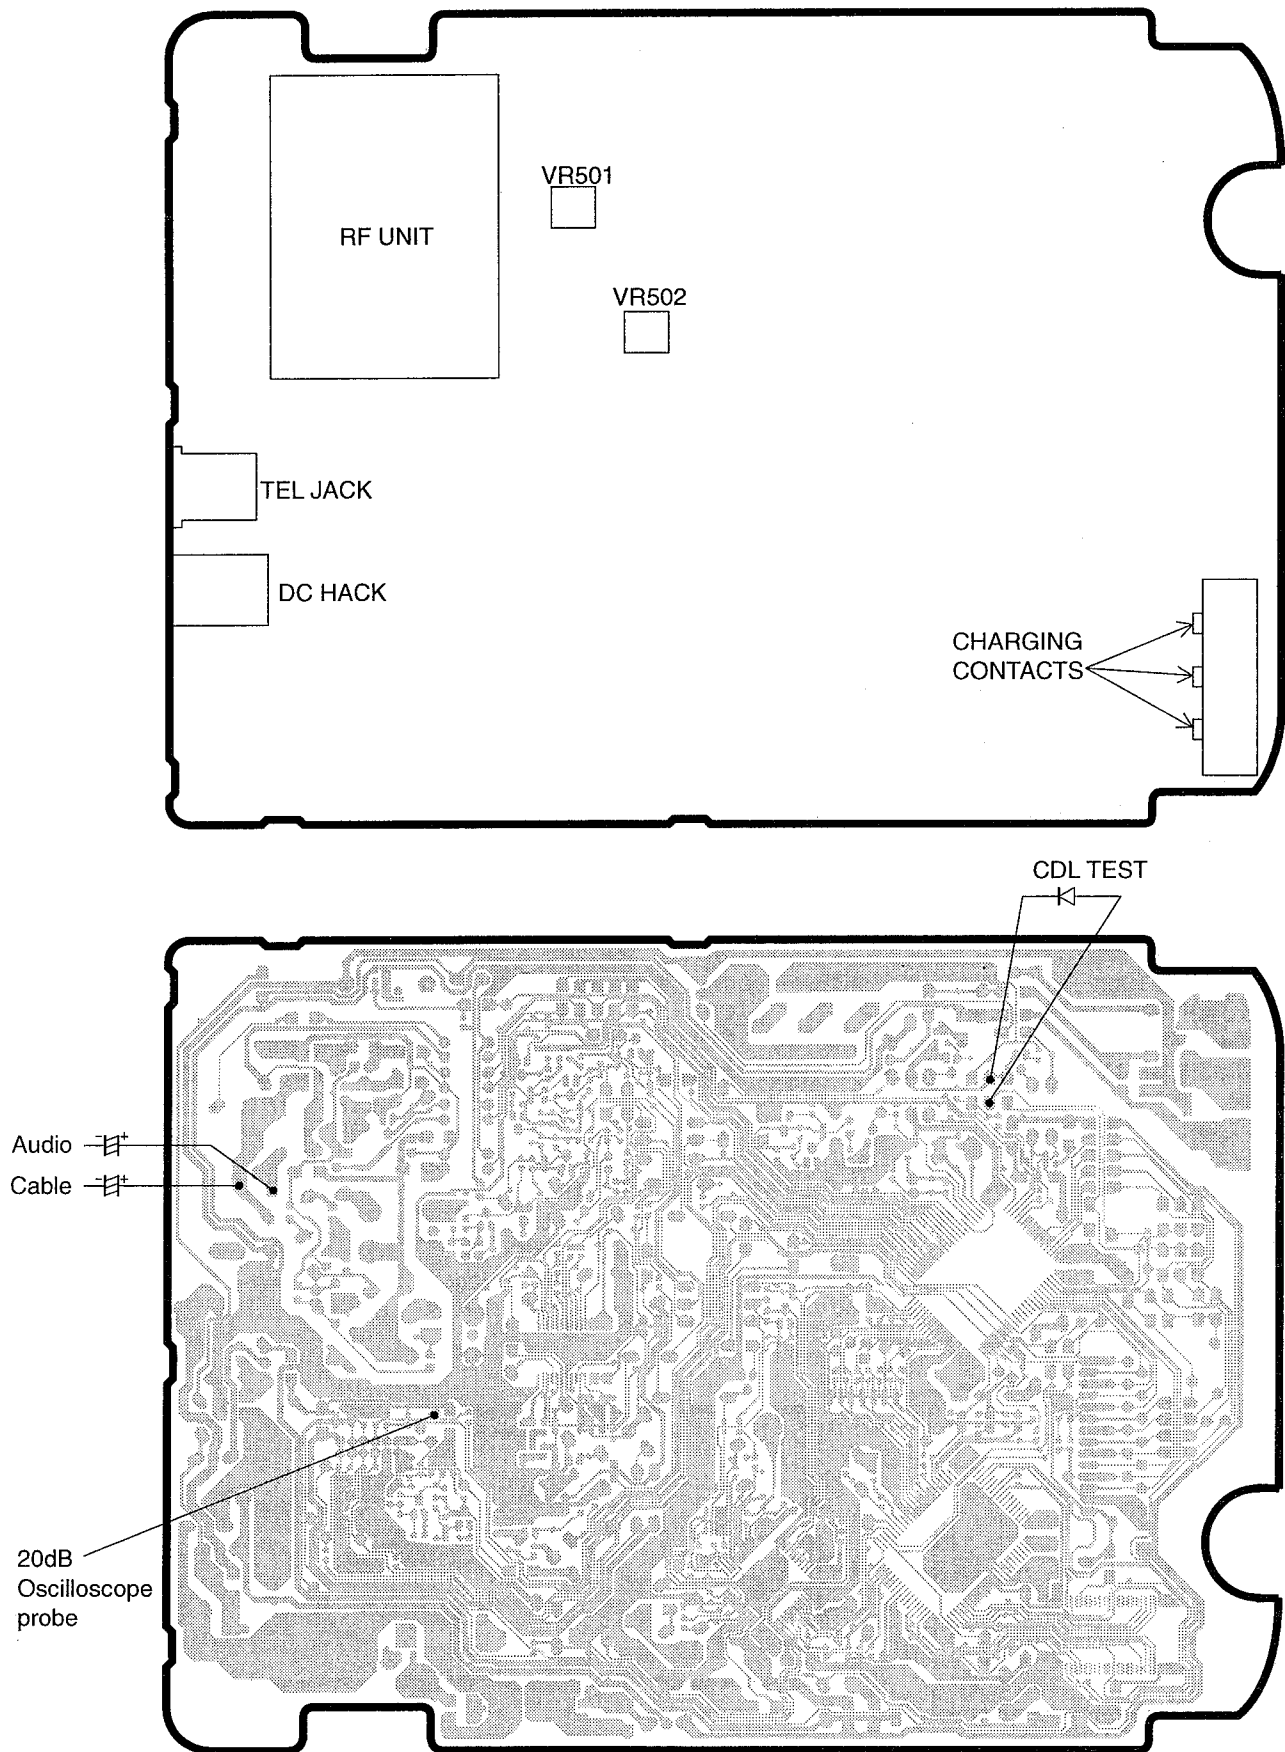 VR501
RF UNIT
VR502
TEL JACK
DC HACK
CHARGING
CONTACTS
CDL TEST
Audio - +
Cable - +
20dB
Oscilloscope
probe